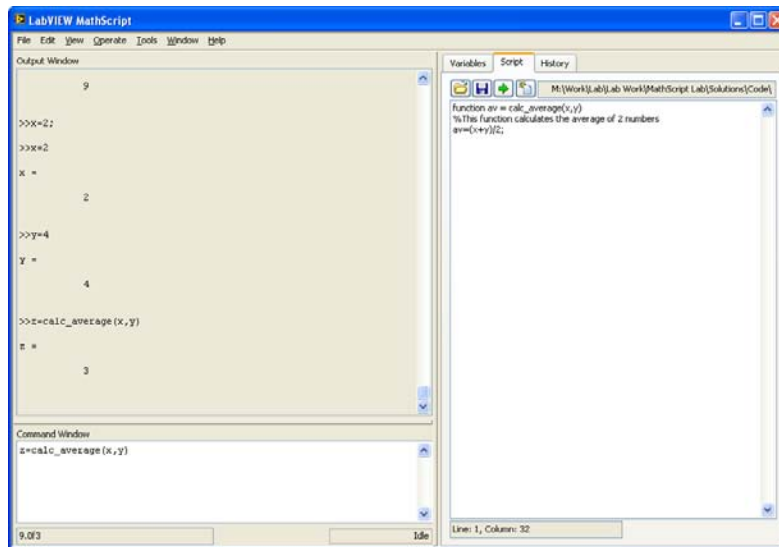 LabVIEW MathScript
File Edit View Operate Tools Window Help
Output Window
9
>>x=2;
>>x=2
x =
2
>>y=4
y =
4
>>z=calc_average(x,y)
z =
3
Command Window
z=calc_average(x,y)
9.0f3
Idle
Variables Script History
M:\Work\Lab\Lab Work\MathScript Lab\Solutions\Code\
function av = calc_average(x,y)
%This function calculates the average of 2 numbers
av=(x+y)/2;
Line: 1, Column: 32